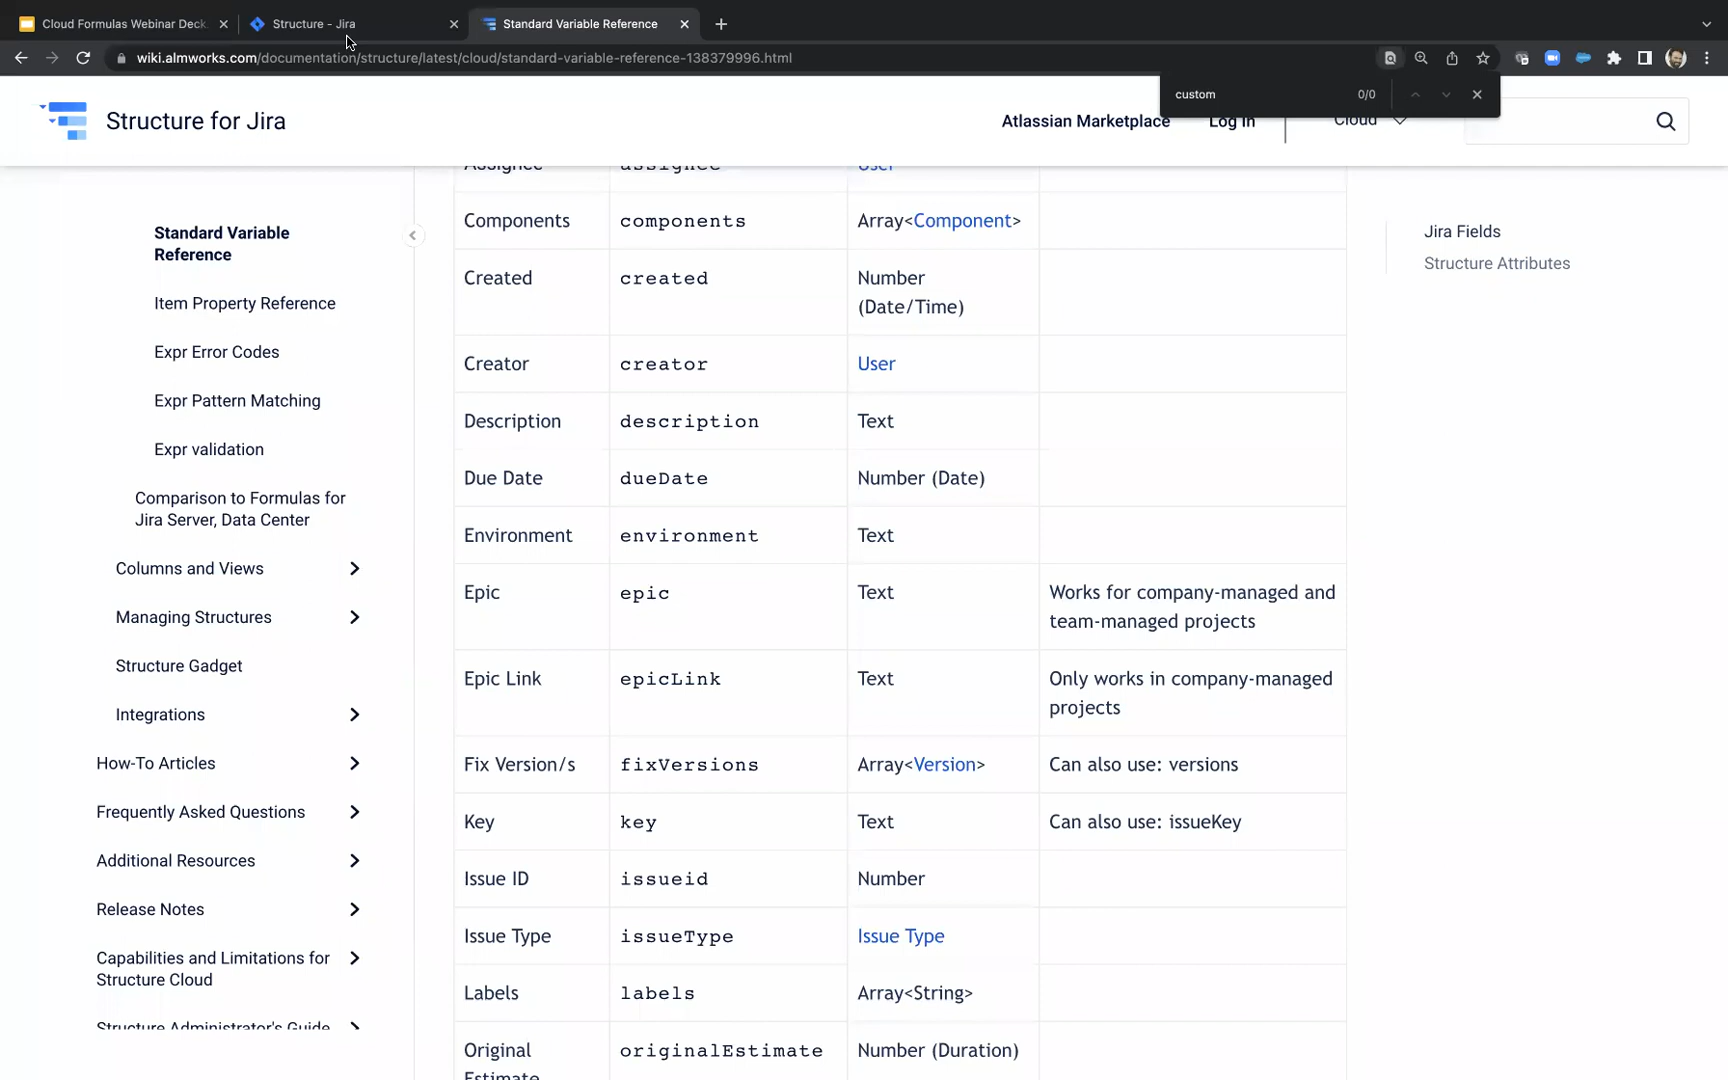 Cloud Formulas Webinar Deck
Structure - Jira
Standard Variable Reference
wiki.almworks.com/documentation/structure/latest/cloud/standard-variable-reference-138379996.html
custom 0/0
Structure for Jira
Atlassian Marketplace
Log In
Cloud
Standard Variable
Reference
Item Property Reference
Expr Error Codes
Expr Pattern Matching
Expr validation
Comparison to Formulas for
Jira Server, Data Center
Columns and Views
Managing Structures
Structure Gadget
Integrations
How-To Articles
Frequently Asked Questions
Additional Resources
Release Notes
Capabilities and Limitations for
Structure Cloud
Structure Administrator's Guide
Assignee assignee User
Components components Array<Component>
Created created Number
(Date/Time)
Creator creator User
Description description Text
Due Date dueDate Number (Date)
Environment environment Text
Epic epic Text Works for company-managed and
team-managed projects
Epic Link epicLink Text Only works in company-managed
projects
Fix Version/s fixVersions Array<Version> Can also use: versions
Key key Text Can also use: issueKey
Issue ID issueid Number
Issue Type issueType Issue Type
Labels labels Array<String>
Original originalEstimate Number (Duration)
Estimate
Jira Fields
Structure Attributes